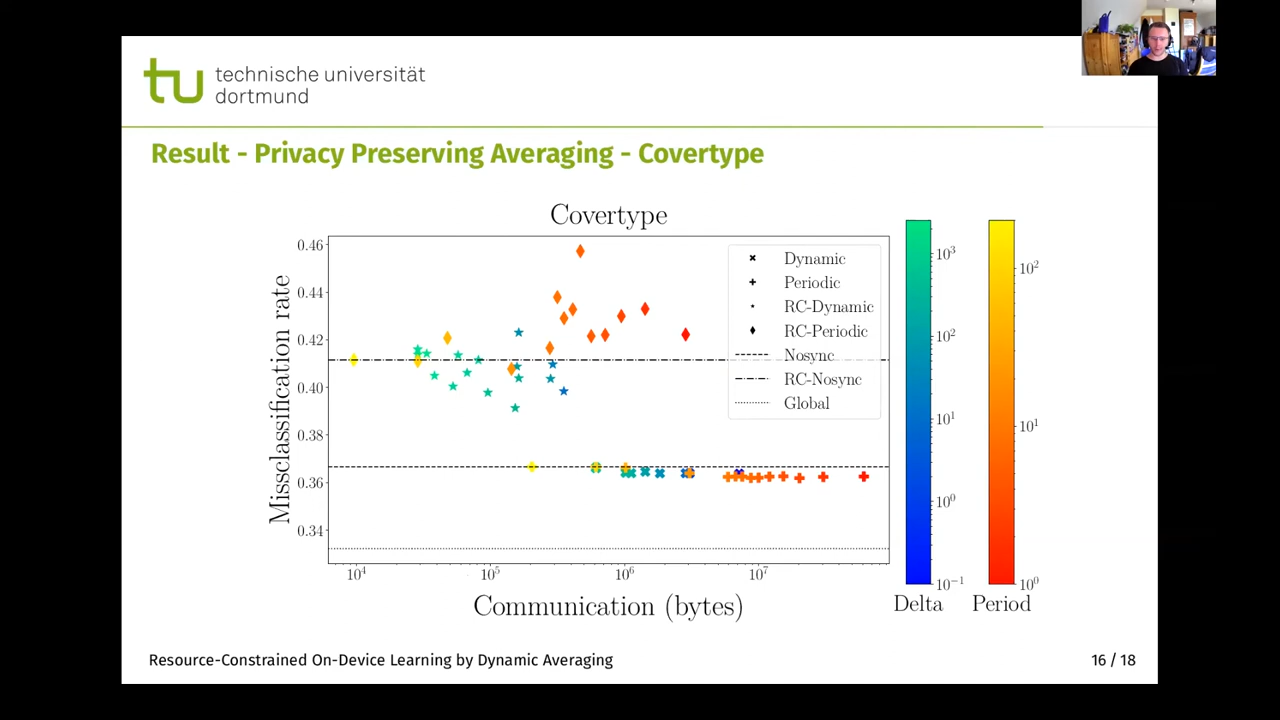 technische universität
dortmund
Result - Privacy Preserving Averaging - Covertype
Covertype
Missclassification rate
0.46
0.44
0.42
0.40
0.38
0.36
0.34
10⁴
10⁵
10⁶
10⁷
Communication (bytes)
Dynamic
Periodic
RC-Dynamic
RC-Periodic
Nosync
RC-Nosync
Global
10³
10²
10¹
10⁰
10⁻¹
Delta
10²
10¹
10⁰
Period
Resource-Constrained On-Device Learning by Dynamic Averaging
16 / 18